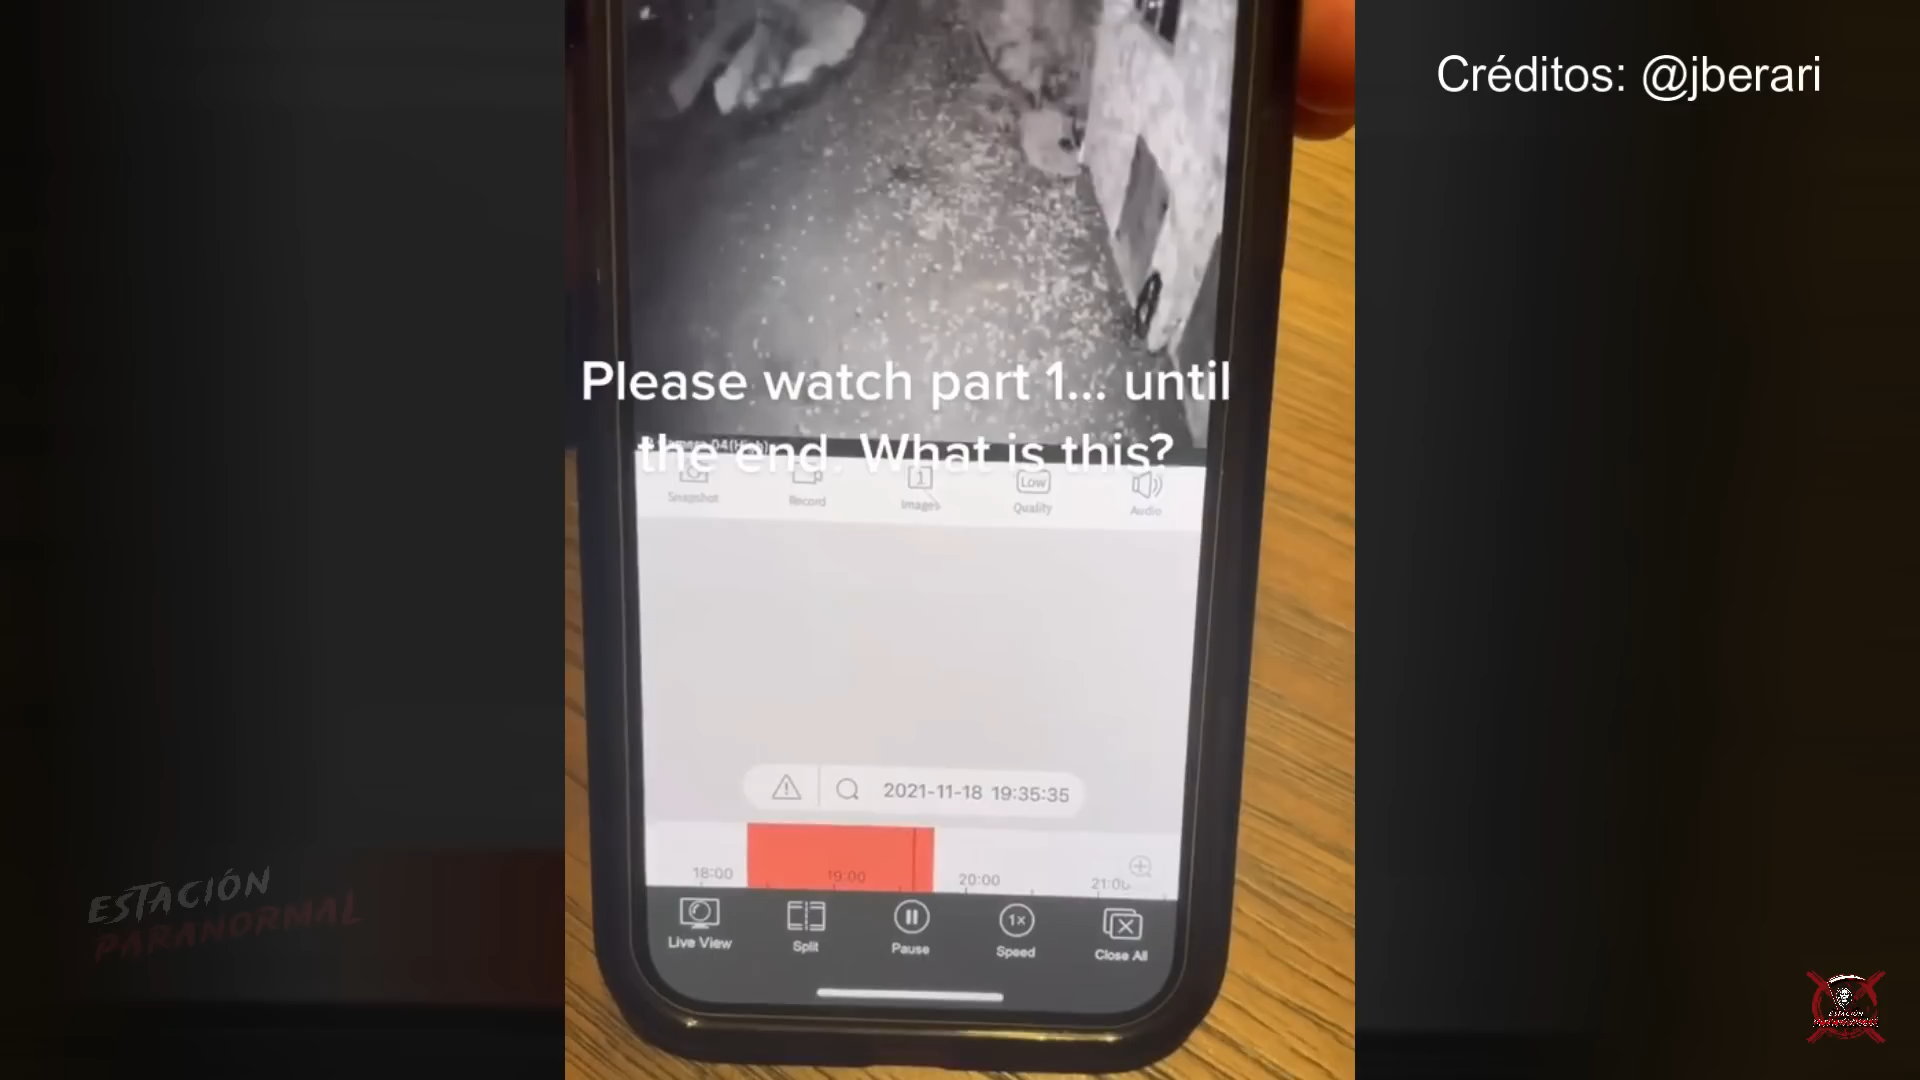 Créditos: @jberari
Please watch part 1... until
the end. What is this?
Snapshot
Record
Images
Low
Quality
Audio
2021-11-18 19:35:35
18:00
19:00
20:00
Live View
Split
Pause
1x
Speed
Close All
ESTACIÓN
PARANORMAL